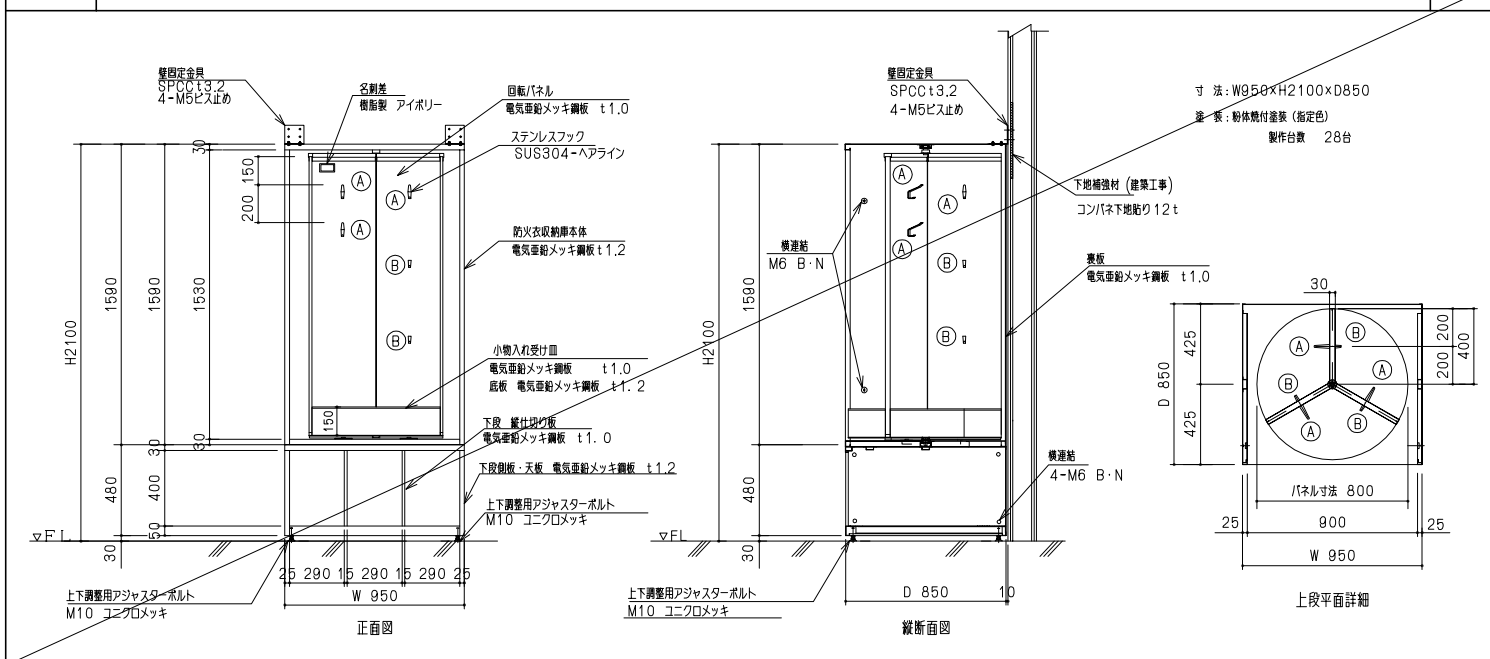 壁固定金具
SPCCt3.2
4-M5ビス止め
名刺差
樹脂製 アイボリー
回転パネル
電気亜鉛メッキ鋼板 t1.0
ステンレスフック
SUS304-ヘアライン
防火衣収納庫本体
電気亜鉛メッキ鋼板t1.2
小物入れ受け皿
電気亜鉛メッキ鋼板 t1.0
底板 電気亜鉛メッキ鋼板 t1.2
下段 縦仕切り板
電気亜鉛メッキ鋼板 t1.0
下段側板・天板 電気亜鉛メッキ鋼板 t1.2
上下調整用アジャスターボルト
M10 ユニクロメッキ
上下調整用アジャスターボルト
M10 ユニクロメッキ
A
A
A
B
B
30
150
200
H2100
1590
1590
1530
150
30
30
480
400
50
30
▽FL
25 290 15 290 15 290 25
W 950
正面図
壁固定金具
SPCCt3.2
4-M5ビス止め
下地補強材 (建築工事)
コンパネ下地貼り12t
横連結
M6 B·N
裏板
電気亜鉛メッキ鋼板 t1.0
横連結
4-M6 B·N
A
A
A
B
B
H2100
1590
480
30
▽FL
上下調整用アジャスターボルト
M10 ユニクロメッキ
D 850
10
縦断面図
寸 法:W950×H2100×D850
塗 装:粉体焼付塗装 (指定色)
製作台数 28台
30
D 850
425
425
200
200
400
A
B
A
B
B
A
パネル寸法 800
25
900
25
W 950
上段平面詳細